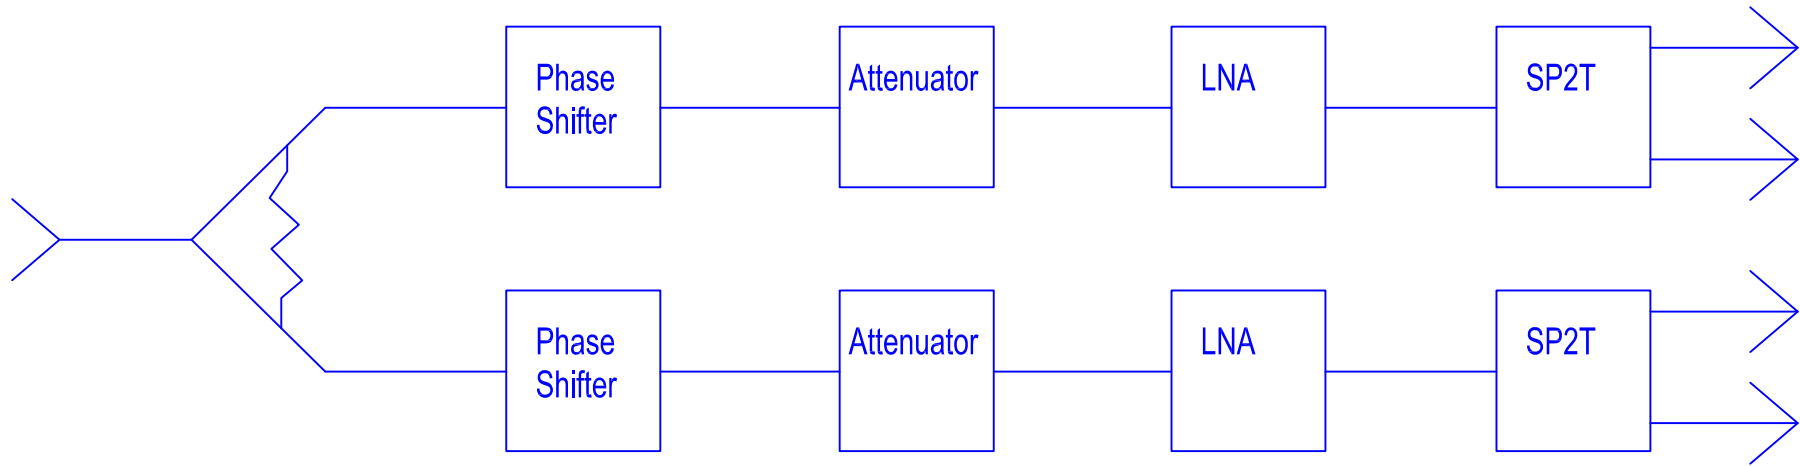 Phase
Shifter
Attenuator
LNA
SP2T
Phase
Shifter
Attenuator
LNA
SP2T